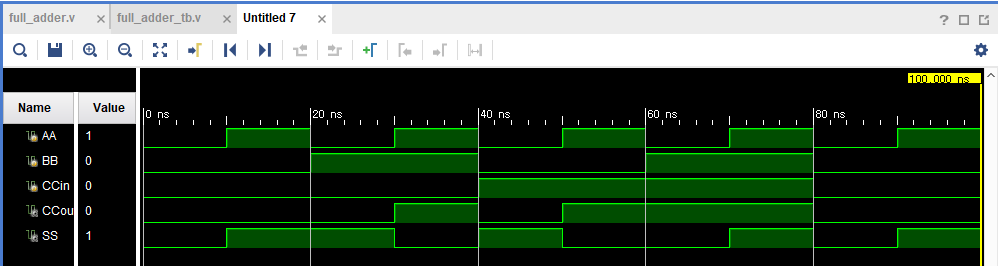 full_adder.v × full_adder_tb.v × Untitled 7 ×
?
100.000 ns
Name Value
0 ns 20 ns 40 ns 60 ns 80 ns
AA 1
BB 0
CCin 0
CCou 0
SS 1